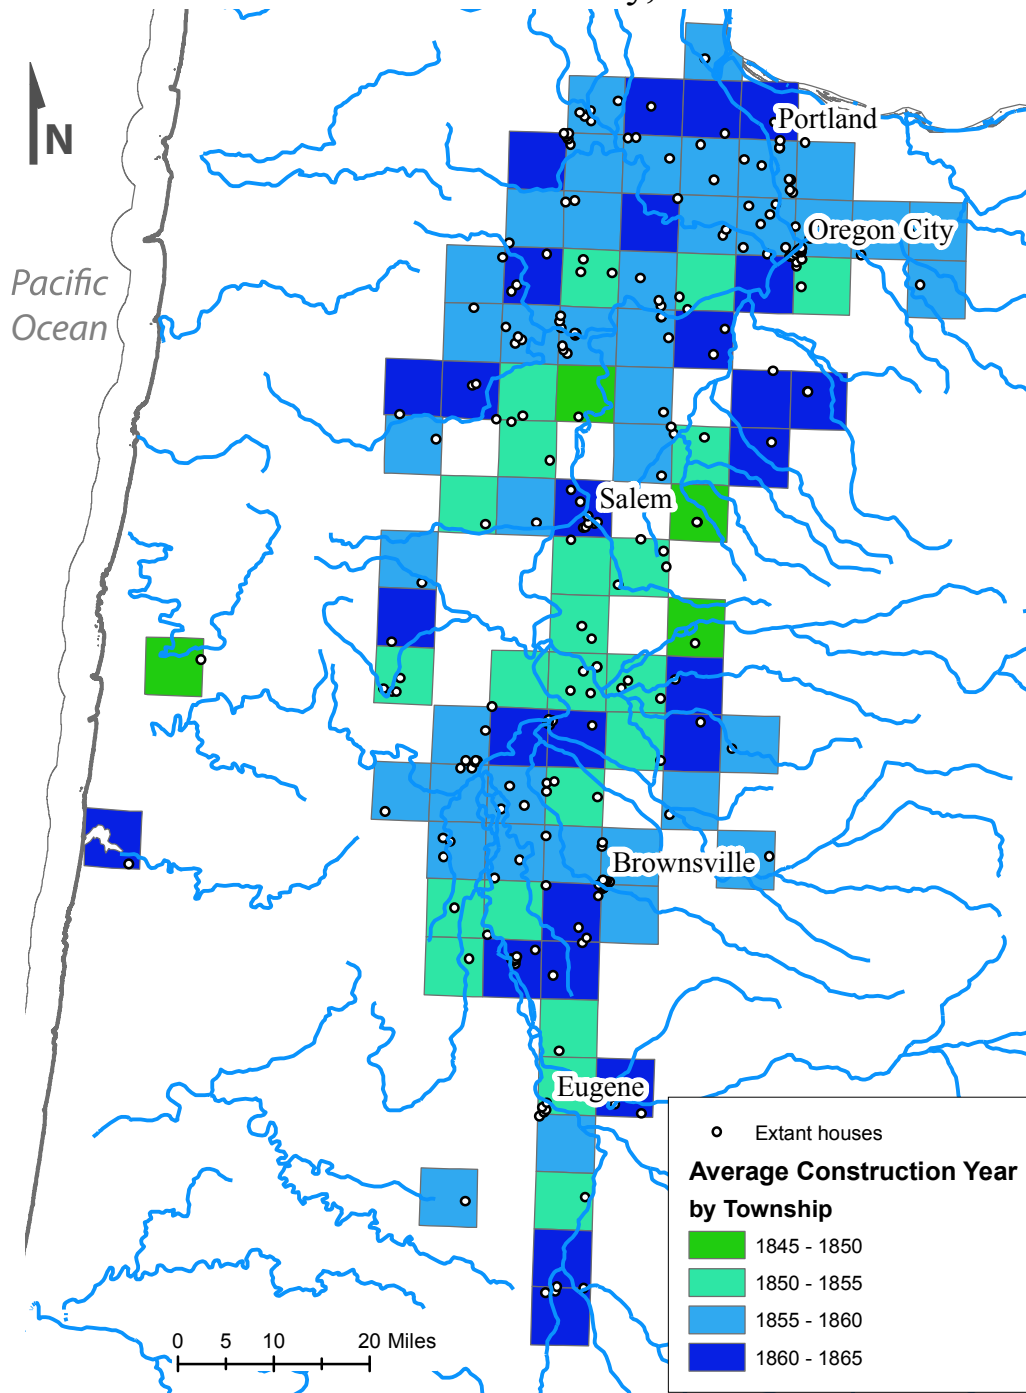 N
Portland
Oregon City
Pacific
Ocean
Salem
Brownsville
Eugene
Extant houses
Average Construction Year
by Township
1845 - 1850
1850 - 1855
1855 - 1860
1860 - 1865
0 5 10 20 Miles